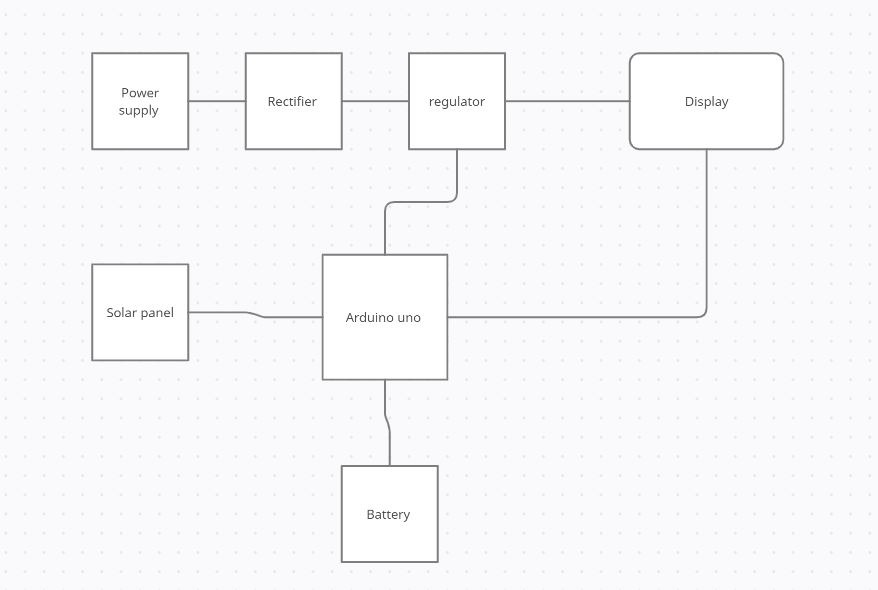 Power
supply
Rectifier
regulator
Display
Solar panel
Arduino uno
Battery